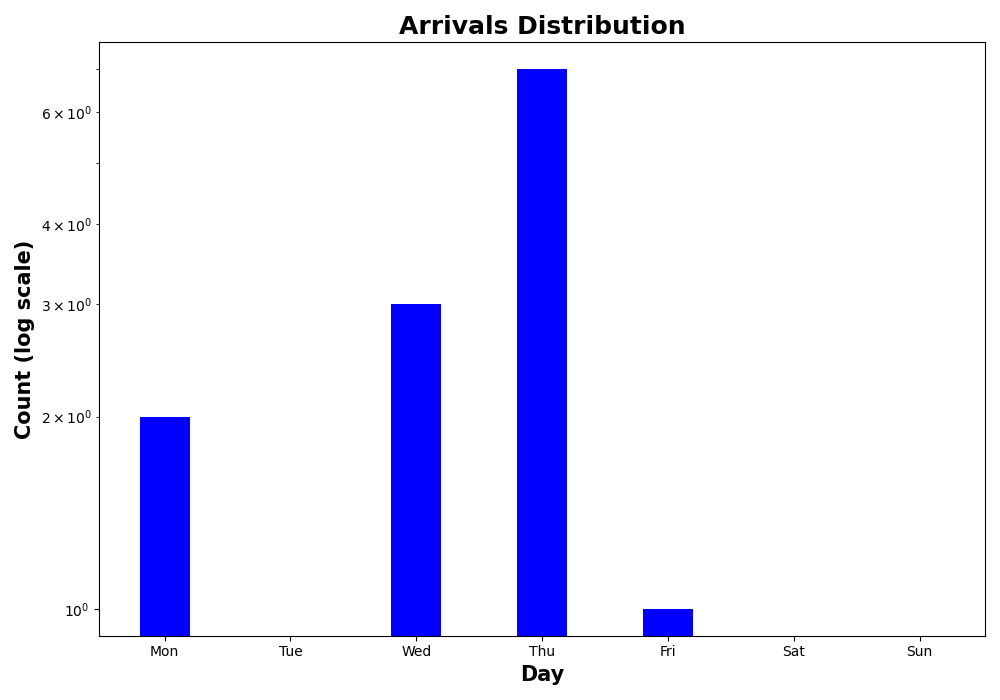 Arrivals Distribution
Count (log scale)
6 × 10⁰
4 × 10⁰
3 × 10⁰
2 × 10⁰
10⁰
Mon Tue Wed Thu Fri Sat Sun
Day